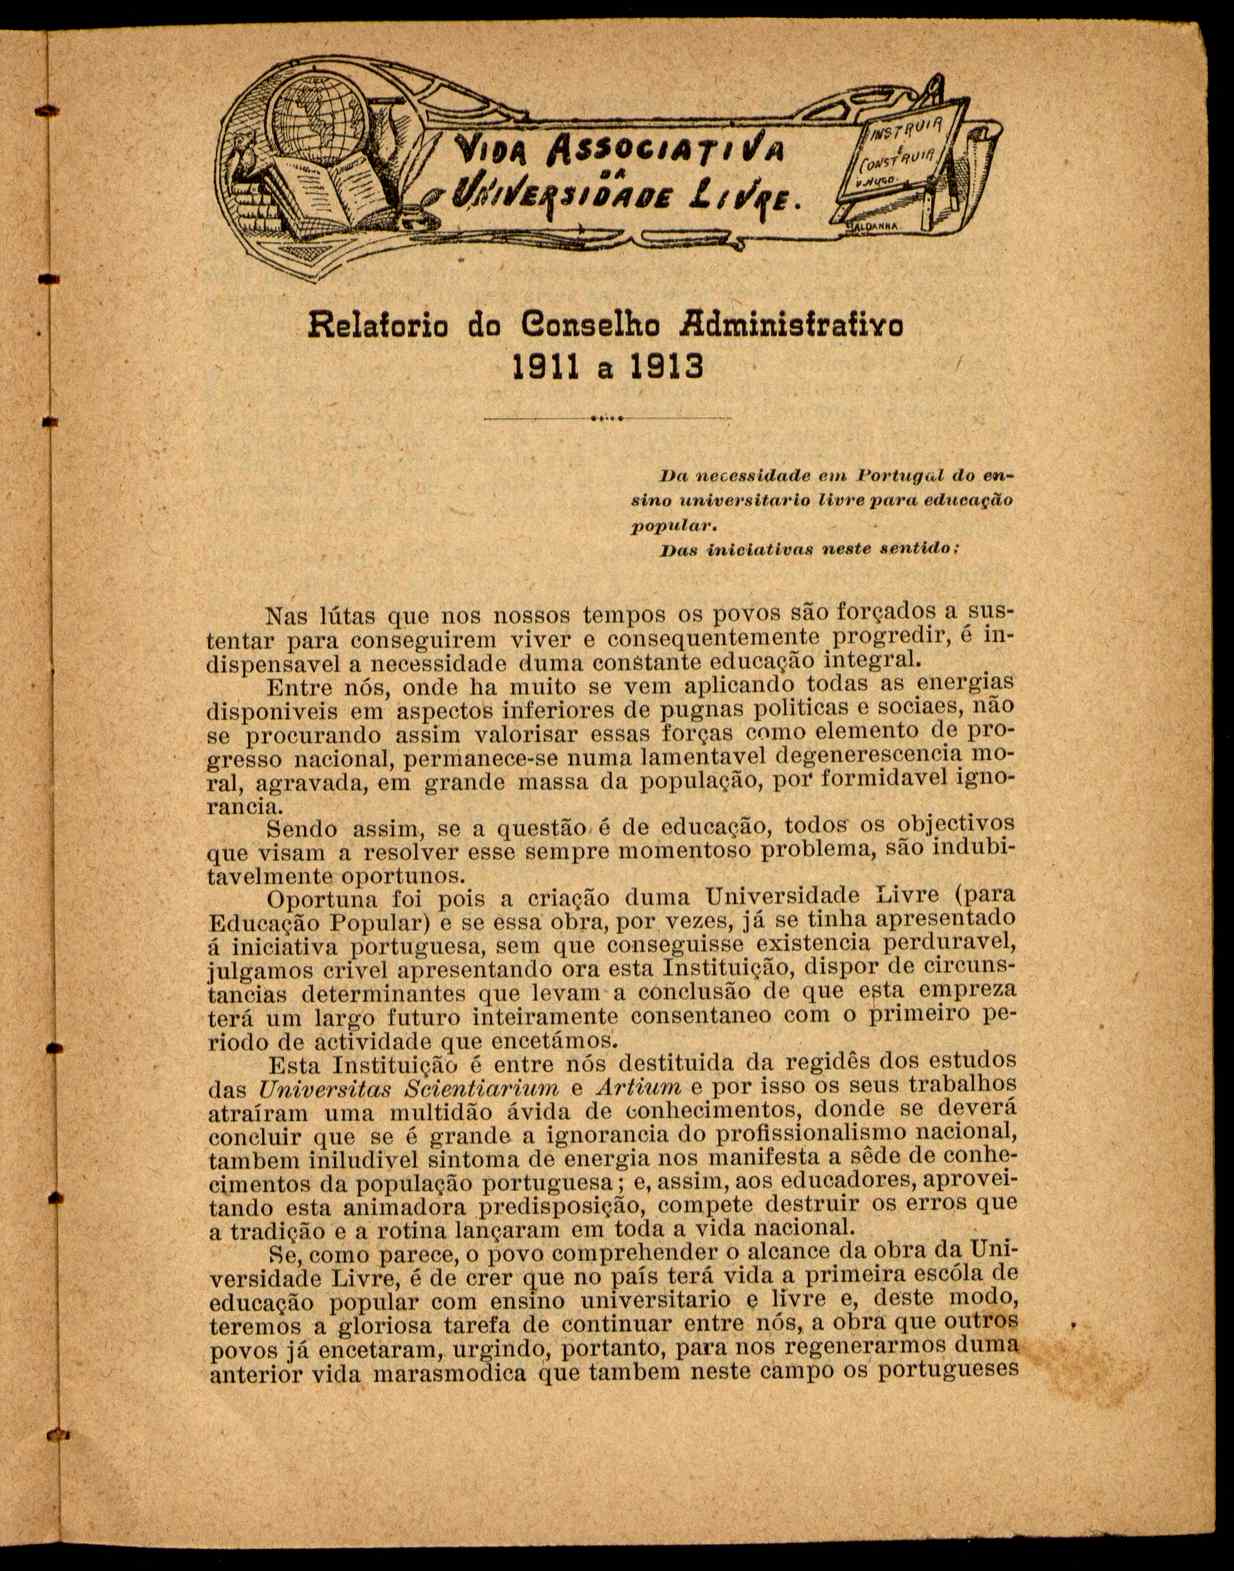 VIDA ASSOCIATIVA
DA
UNIVERSIDADE LIVRE.
INSTRUIR
É
CONSTRUIR
V. HUGO.
SALDANHA
Relatorio do Conselho Administrativo
1911 a 1913
Da necessidade em Portugal do en-
sino universitario livre para educação
popular.
Das iniciativas neste sentido:
Nas lútas que nos nossos tempos os povos são forçados a sus-
tentar para conseguirem viver e consequentemente progredir, é in-
dispensavel a necessidade duma constante educação integral.
Entre nós, onde ha muito se vem aplicando todas as energias
disponiveis em aspectos inferiores de pugnas politicas e sociaes, não
se procurando assim valorisar essas forças como elemento de pro-
gresso nacional, permanece-se numa lamentavel degenerescencia mo-
ral, agravada, em grande massa da população, por formidavel igno-
rancia.
Sendo assim, se a questão é de educação, todos os objectivos
que visam a resolver esse sempre momentoso problema, são indubi-
tavelmente oportunos.
Oportuna foi pois a criação duma Universidade Livre (para
Educação Popular) e se essa obra, por vezes, já se tinha apresentado
á iniciativa portuguesa, sem que conseguisse existencia perduravel,
julgamos crivel apresentando ora esta Instituição, dispor de circuns-
tancias determinantes que levam a conclusão de que esta empreza
terá um largo futuro inteiramente consentaneo com o primeiro pe-
riodo de actividade que encetámos.
Esta Instituição é entre nós destituida da regidês dos estudos
das Universitas Scientiarium e Artium e por isso os seus trabalhos
atraíram uma multidão ávida de conhecimentos, donde se deverá
concluir que se é grande a ignorancia do profissionalismo nacional,
tambem iniludivel sintoma de energia nos manifesta a sêde de conhe-
cimentos da população portuguesa; e, assim, aos educadores, aprovei-
tando esta animadora predisposição, compete destruir os erros que
a tradição e a rotina lançaram em toda a vida nacional.
Se, como parece, o povo comprehender o alcance da obra da Uni-
versidade Livre, é de crer que no país terá vida a primeira escóla de
educação popular com ensino universitario e livre e, deste modo,
teremos a gloriosa tarefa de continuar entre nós, a obra que outros
povos já encetaram, urgindo, portanto, para nos regenerarmos duma
anterior vida marasmodica que tambem neste campo os portugueses